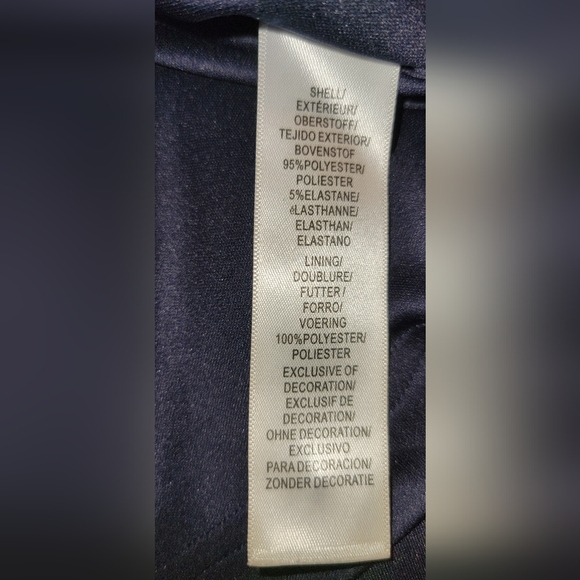 SHELL/
EXTÉRIEUR/
OBERSTOFF/
TEJIDO EXTERIOR/
BOVENSTOF
95%POLYESTER/
POLIESTER
5%ELASTANE/
éLASTHANNE/
ELASTHAN/
ELASTANO
LINING/
DOUBLURE/
FUTTER/
FORRO/
VOERING
100%POLYESTER/
POLIESTER
EXCLUSIVE OF
DECORATION/
EXCLUSIF DE
DECORATION/
OHNE DECORATION/
EXCLUSIVO
PARA DECORACION/
ZONDER DECORATIE